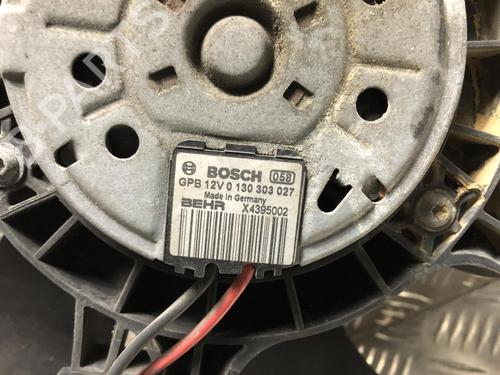 BOSCH 058
GPB 12V 0 130 303 027
Made in Germany
BEHR X4395002